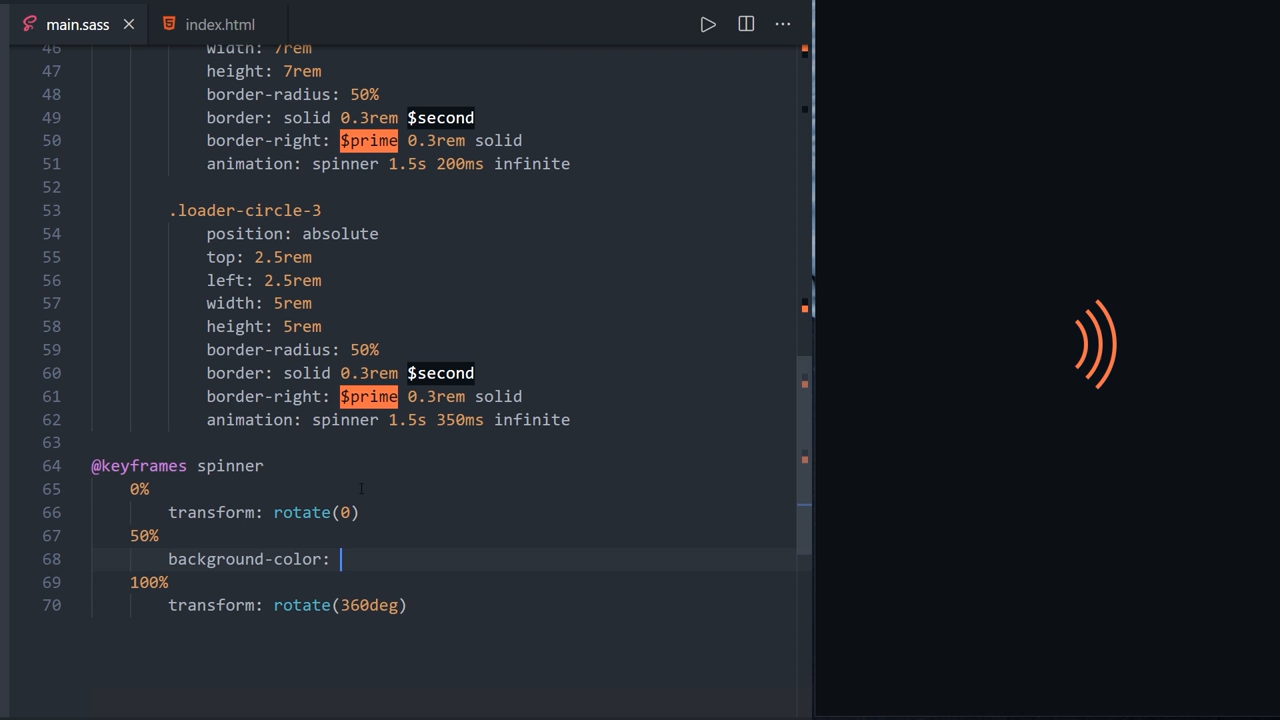 main.sass
index.html
46 width: 7rem
47 height: 7rem
48 border-radius: 50%
49 border: solid 0.3rem $second
50 border-right: $prime 0.3rem solid
51 animation: spinner 1.5s 200ms infinite
52
53 .loader-circle-3
54 position: absolute
55 top: 2.5rem
56 left: 2.5rem
57 width: 5rem
58 height: 5rem
59 border-radius: 50%
60 border: solid 0.3rem $second
61 border-right: $prime 0.3rem solid
62 animation: spinner 1.5s 350ms infinite
63
64 @keyframes spinner
65 0%
66 transform: rotate(0)
67 50%
68 background-color:
69 100%
70 transform: rotate(360deg)